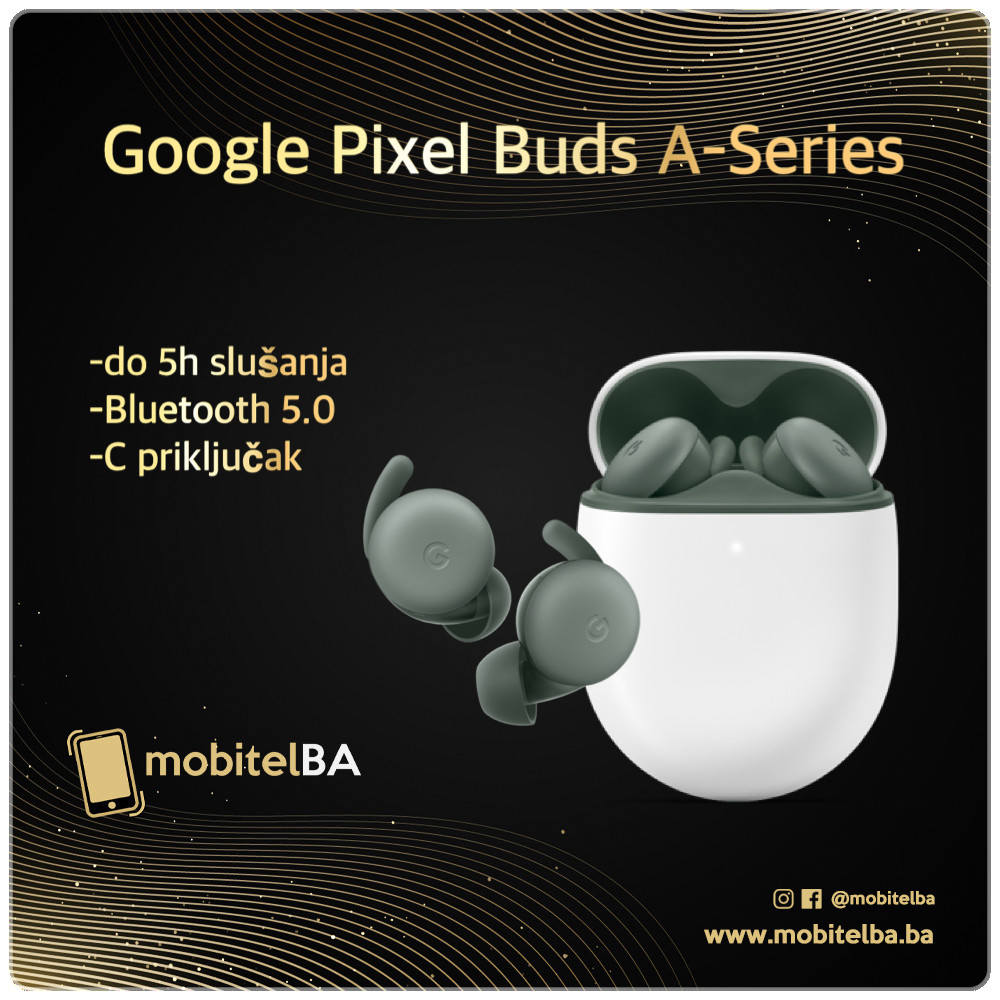 Google Pixel Buds A-Series
-do 5h slušanja
-Bluetooth 5.0
-C priključak
mobitelBA
@mobitelba
www.mobitelba.ba